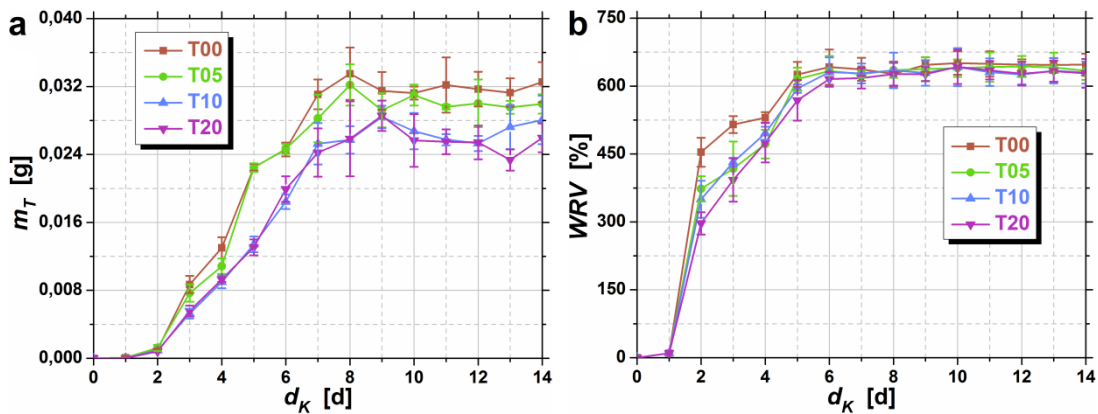 a
0,040
0,032
0,024
0,016
0,008
0,000
m_T [g]
T00
T05
T10
T20
0 2 4 6 8 10 12 14
d_K [d]
b
750
600
450
300
150
0
WRV [%]
T00
T05
T10
T20
0 2 4 6 8 10 12 14
d_K [d]